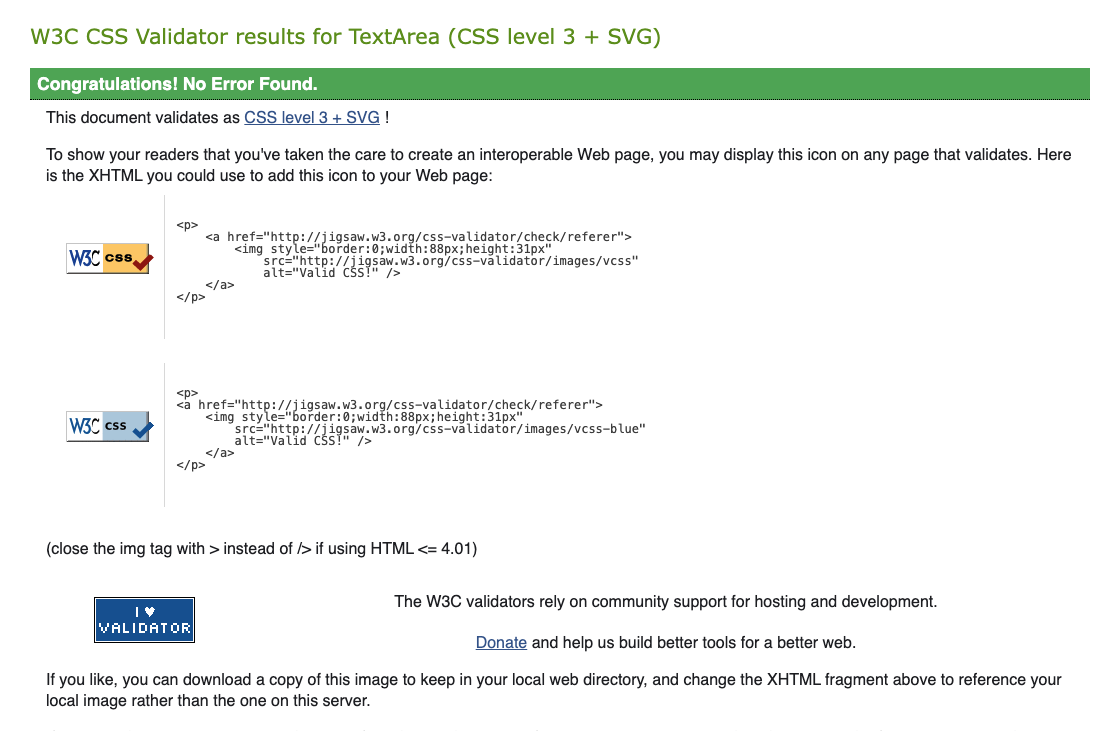 W3C CSS Validator results for TextArea (CSS level 3 + SVG)
Congratulations! No Error Found.
This document validates as CSS level 3 + SVG !
To show your readers that you've taken the care to create an interoperable Web page, you may display this icon on any page that validates. Here
is the XHTML you could use to add this icon to your Web page:
W3C css
<p>
    <a href="http://jigsaw.w3.org/css-validator/check/referer">
        <img style="border:0;width:88px;height:31px"
            src="http://jigsaw.w3.org/css-validator/images/vcss"
            alt="Valid CSS!" />
    </a>
</p>
W3C css
<p>
<a href="http://jigsaw.w3.org/css-validator/check/referer">
    <img style="border:0;width:88px;height:31px"
        src="http://jigsaw.w3.org/css-validator/images/vcss-blue"
        alt="Valid CSS!" />
    </a>
</p>
(close the img tag with > instead of /> if using HTML <= 4.01)
I ♥
VALIDATOR
The W3C validators rely on community support for hosting and development.
Donate and help us build better tools for a better web.
If you like, you can download a copy of this image to keep in your local web directory, and change the XHTML fragment above to reference your
local image rather than the one on this server.